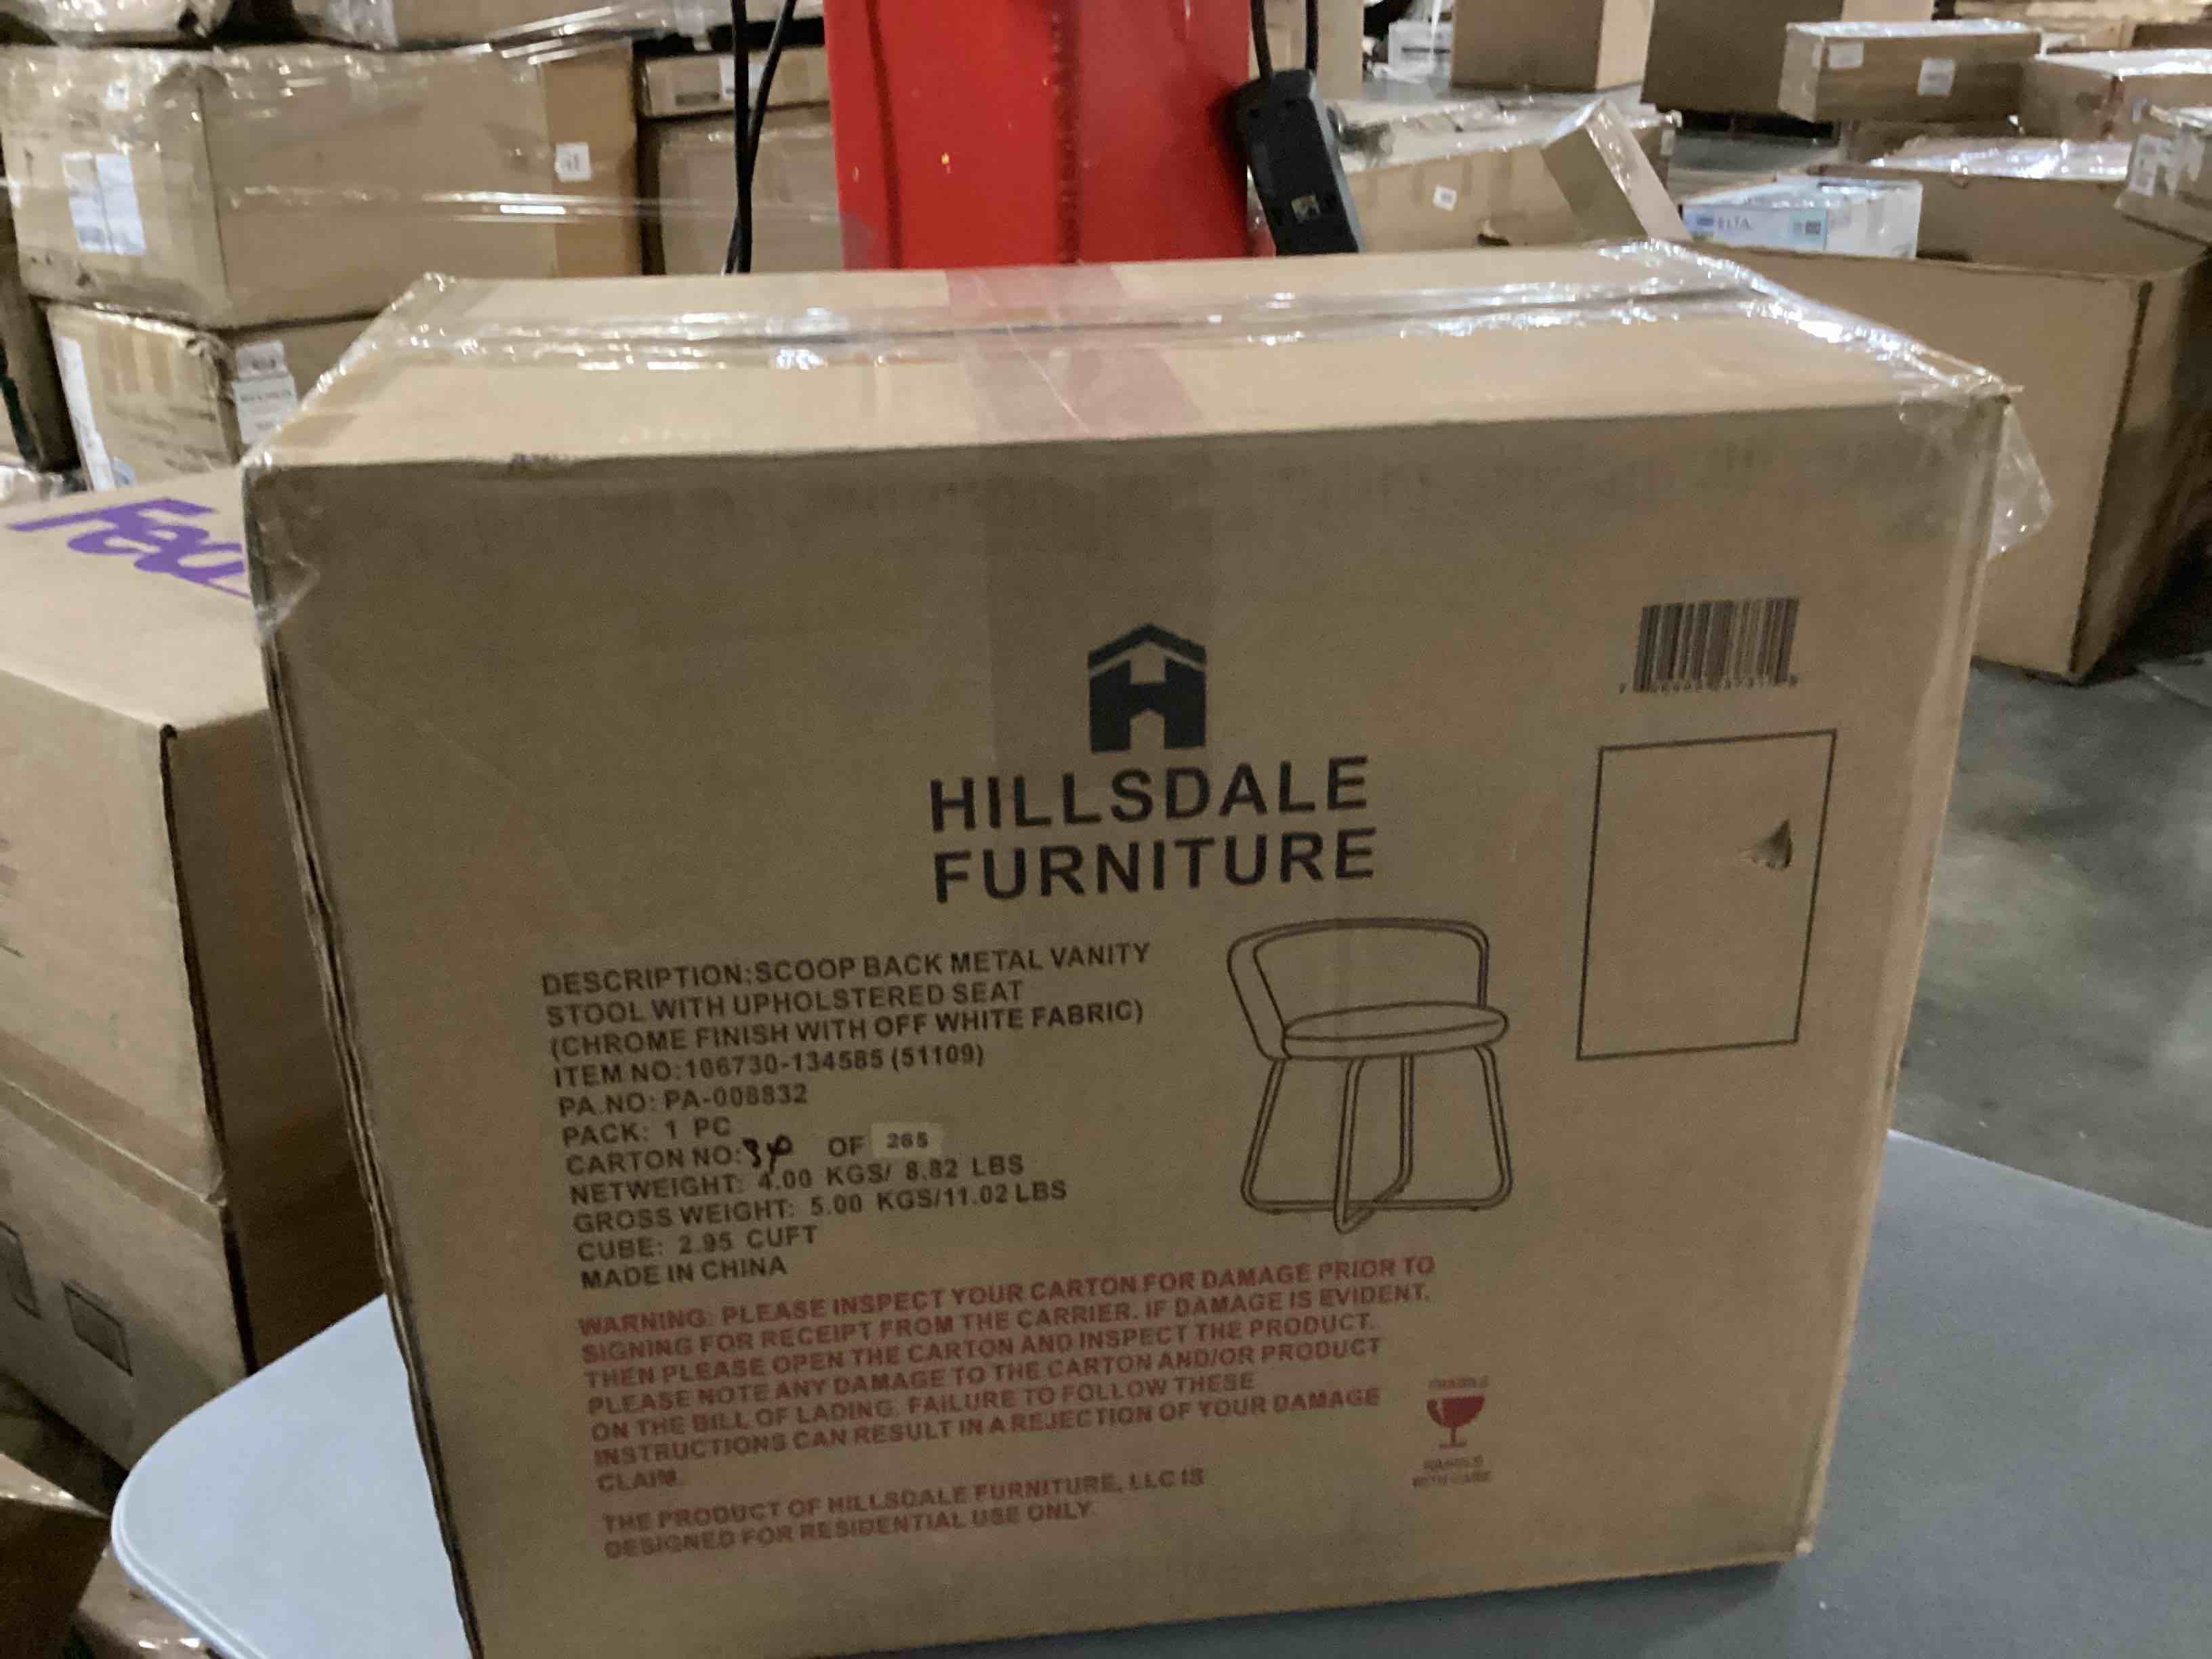 HILLSDALE
FURNITURE
DESCRIPTION:SCOOP BACK METAL VANITY
STOOL WITH UPHOLSTERED SEAT
(CHROME FINISH WITH OFF WHITE FABRIC)
ITEM NO:106730-134585 (51109)
PA.NO: PA-008832
PACK: 1 PC
CARTON NO: OF 265
NETWEIGHT: 4.00 KGS/ 8.82 LBS
GROSS WEIGHT: 5.00 KGS/11.02 LBS
CUBE: 2.95 CUFT
MADE IN CHINA
WARNING: PLEASE INSPECT YOUR CARTON FOR DAMAGE PRIOR TO
SIGNING FOR RECEIPT FROM THE CARRIER. IF DAMAGE IS EVIDENT,
THEN PLEASE OPEN THE CARTON AND INSPECT THE PRODUCT.
PLEASE NOTE ANY DAMAGE TO THE CARTON AND/OR PRODUCT
ON THE BILL OF LADING. FAILURE TO FOLLOW THESE
INSTRUCTIONS CAN RESULT IN A REJECTION OF YOUR DAMAGE
CLAIM.
THE PRODUCT OF HILLSDALE FURNITURE, LLC IS
DESIGNED FOR RESIDENTIAL USE ONLY.
FRAGILE
HANDLE
WITH CARE